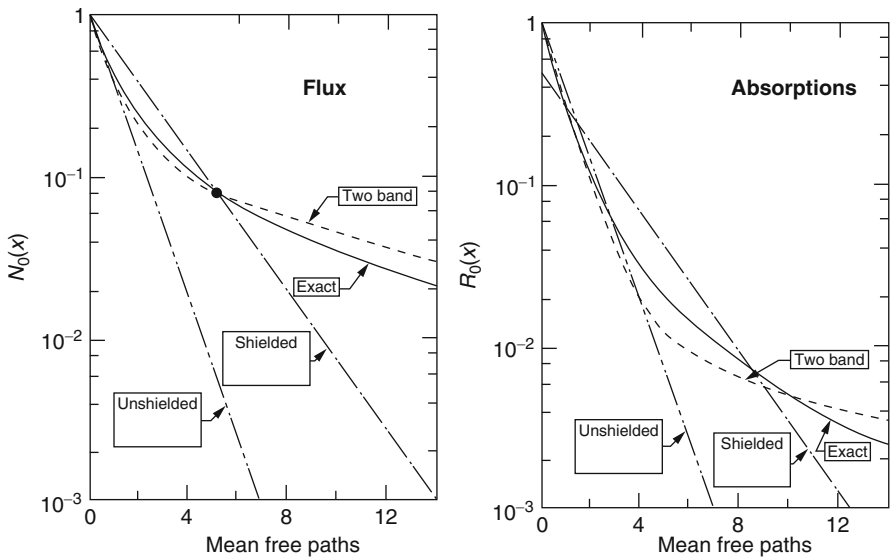 Flux
1
10⁻¹
10⁻²
10⁻³
N₀(x)
Two band
Exact
Shielded
Unshielded
0
4
8
12
Mean free paths
Absorptions
1
10⁻¹
10⁻²
10⁻³
R₀(x)
Two band
Unshielded
Shielded
Exact
0
4
8
12
Mean free paths